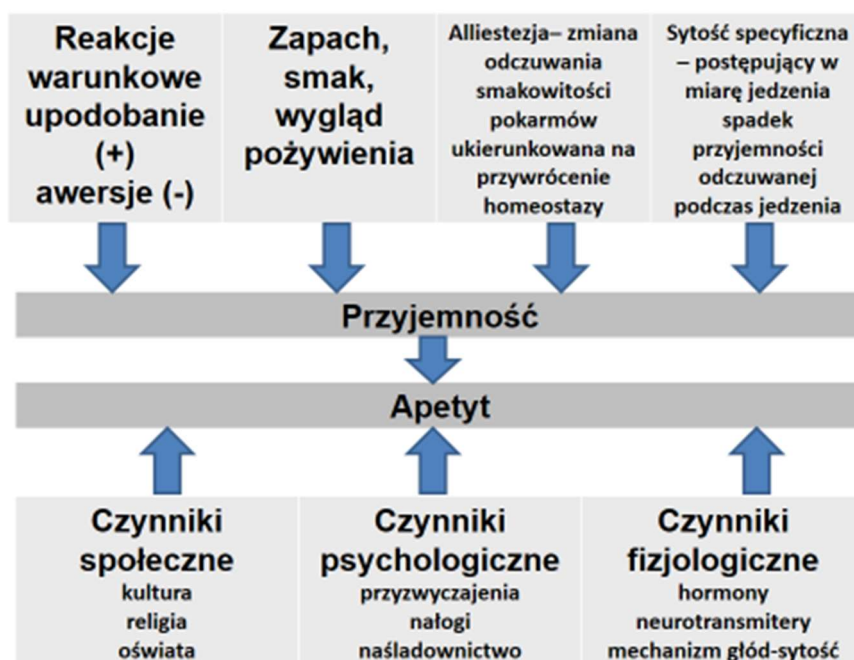 Reakcje
warunkowe
upodobanie
(+)
awersje (-)
Zapach,
smak,
wygląd
pożywienia
Alliestezja– zmiana
odczuwania
smakowitości
pokarmów
ukierunkowana na
przywrócenie
homeostazy
Sytość specyficzna
– postępujący w
miarę jedzenia
spadek
przyjemności
odczuwanej
podczas jedzenia
Przyjemność
Apetyt
Czynniki
społeczne
kultura
religia
oświata
Czynniki
psychologiczne
przyzwyczajenia
nałogi
naśladownictwo
Czynniki
fizjologiczne
hormony
neurotransmitery
mechanizm głód-sytość